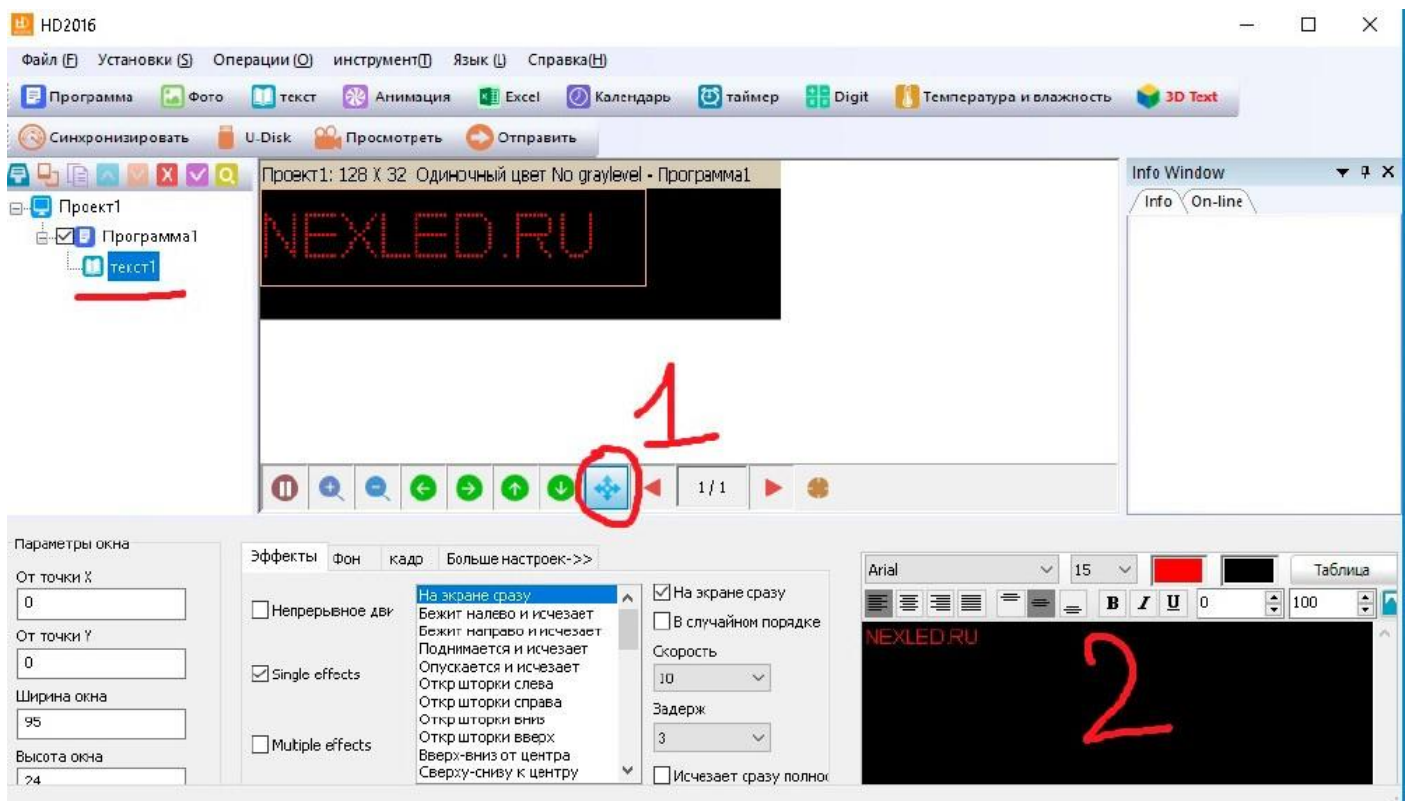 HD2016
Файл (F) Установки (S) Операции (O) инструмент(T) Язык (L) Справка(H)
Программа Фото текст Анимация Excel Календарь таймер Digit Температура и влажность 3D Text
Синхронизировать U-Disk Просмотреть Отправить
Проект1: 128 X 32 Одиночный цвет No graylevel - Программа1
Info Window
Info On-line
Проект1
Программа1
текст1
NEXLED.RU
1
1/1
Параметры окна
От точки X
0
От точки Y
0
Ширина окна
95
Высота окна
24
Эффекты Фон кадр Больше настроек->>
Непрерывное дви
Single effects
Multiple effects
На экране сразу
Бежит налево и исчезает
Бежит направо и исчезает
Поднимается и исчезает
Опускается и исчезает
Откр шторки слева
Откр шторки справа
Откр шторки вниз
Откр шторки вверх
Вверх-вниз от центра
Сверху-снизу к центру
На экране сразу
В случайном порядке
Скорость
10
Задерж
3
Исчезает сразу полно
Arial 15 Таблица
B I U 0 100
NEXLED.RU
2